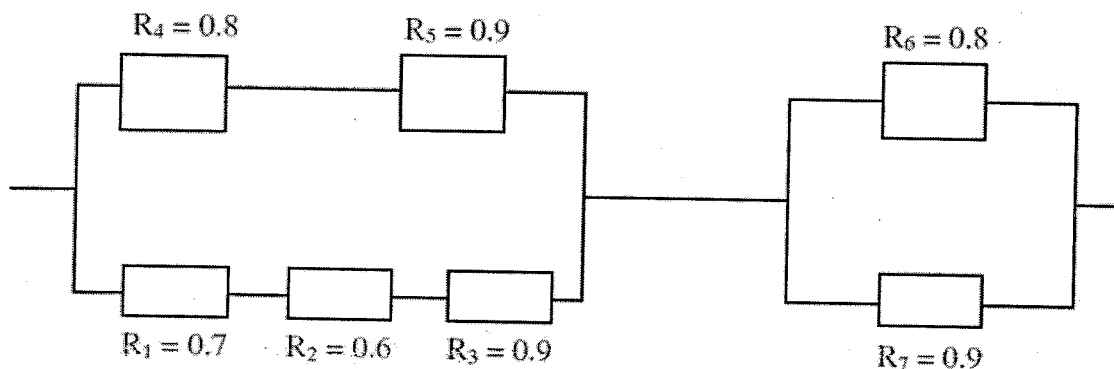 R₄ = 0.8
R₅ = 0.9
R₆ = 0.8
R₁ = 0.7
R₂ = 0.6
R₃ = 0.9
R₇ = 0.9